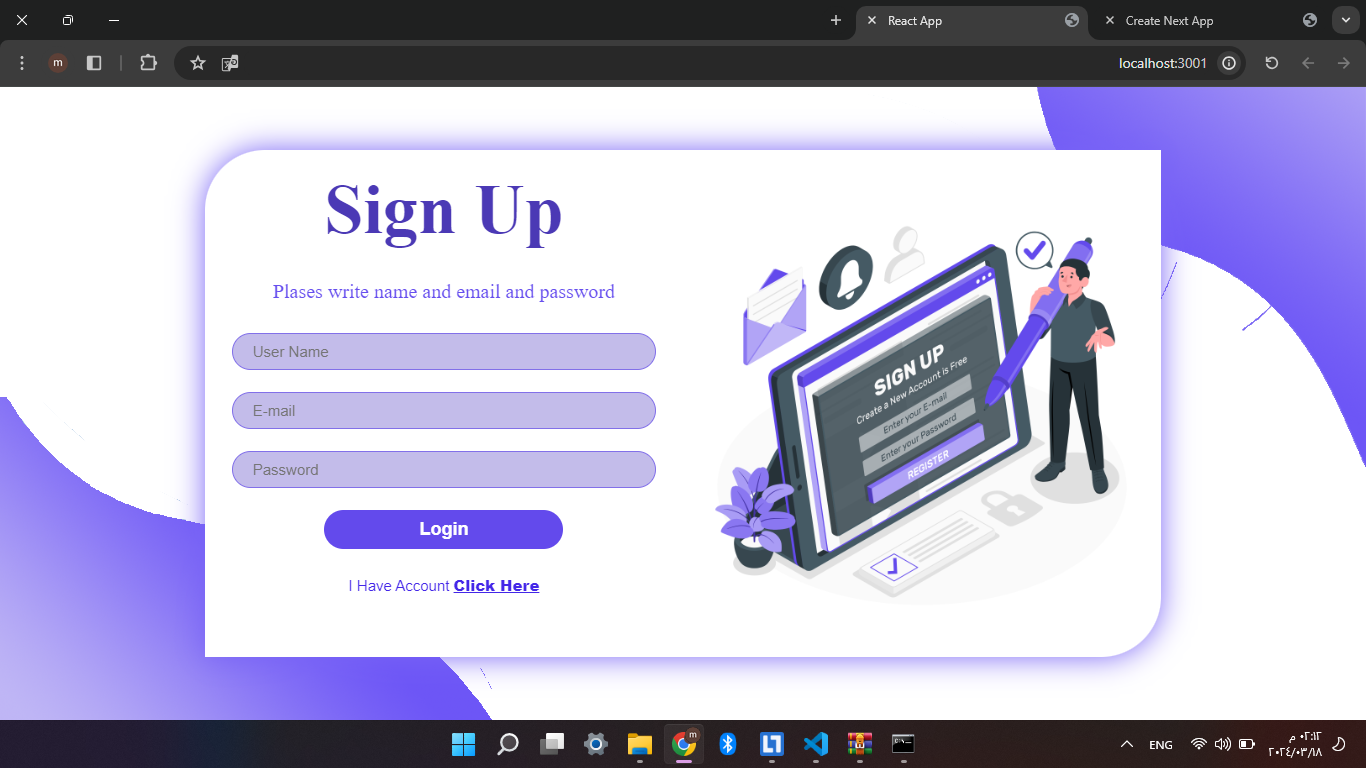 React App
Create Next App
m
localhost:3001
Sign Up
Plases write name and email and password
User Name
E-mail
Password
Login
I Have Account Click Here
SIGN UP
Create a New Account is Free
Enter your E-mail
Enter your Password
REGISTER
m
ENG
٠٢:١٢ م
٢٠٢٤/٠٣/١٨